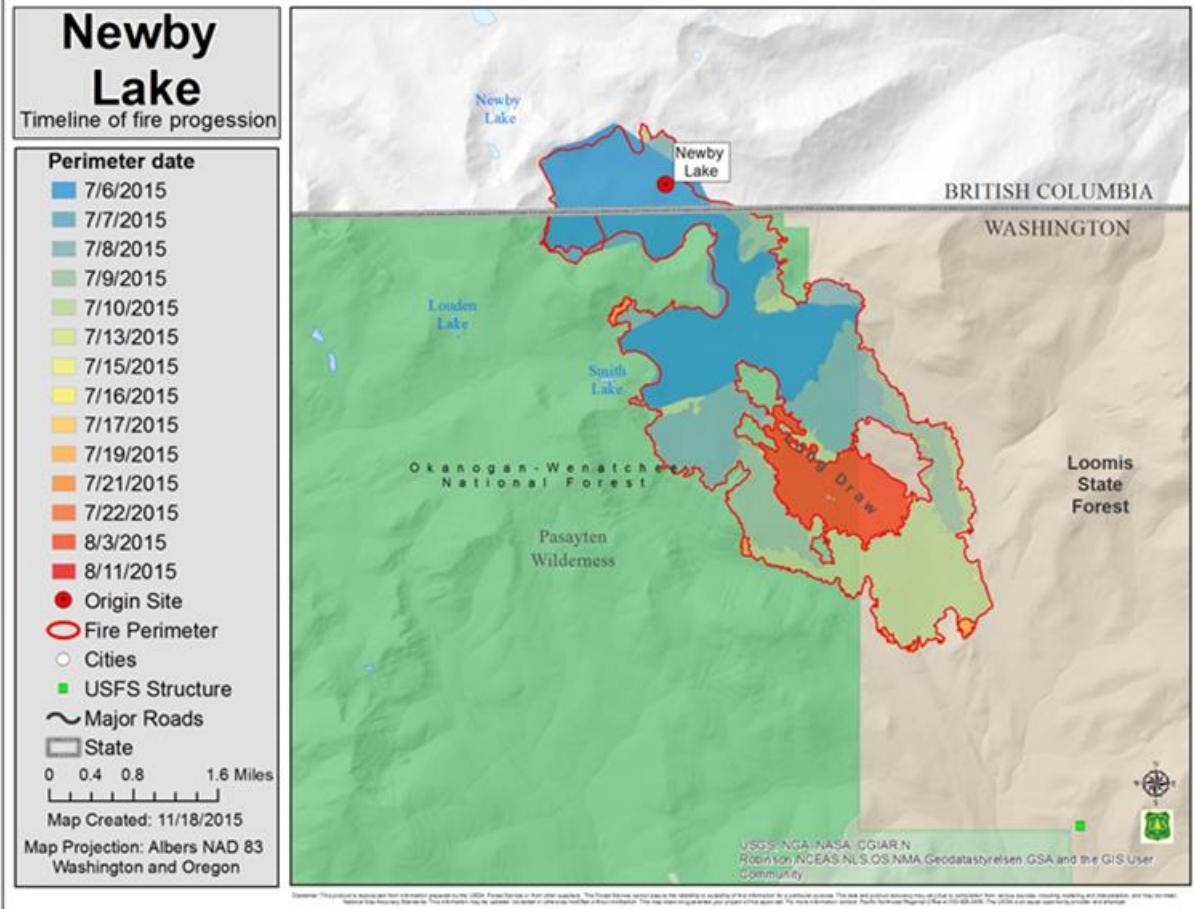 Newby
Lake
Timeline of fire progession
Perimeter date
7/6/2015
7/7/2015
7/8/2015
7/9/2015
7/10/2015
7/13/2015
7/15/2015
7/16/2015
7/17/2015
7/19/2015
7/21/2015
7/22/2015
8/3/2015
8/11/2015
Origin Site
Fire Perimeter
Cities
USFS Structure
Major Roads
State
0 0.4 0.8 1.6 Miles
Map Created: 11/18/2015
Map Projection: Albers NAD 83
Washington and Oregon
Newby
Lake
Newby
Lake
BRITISH COLUMBIA
WASHINGTON
Louden
Lake
Smith
Lake
Long Draw
Okanogan-Wenatchee
National Forest
Loomis
State
Forest
Pasayten
Wilderness
N
E
S
W
USGS, NGA, NASA, CGIAR,N
Robinson,NCEAS,NLS,OS,NMA,Geodatastyrelsen,GSA and the GIS User
Community